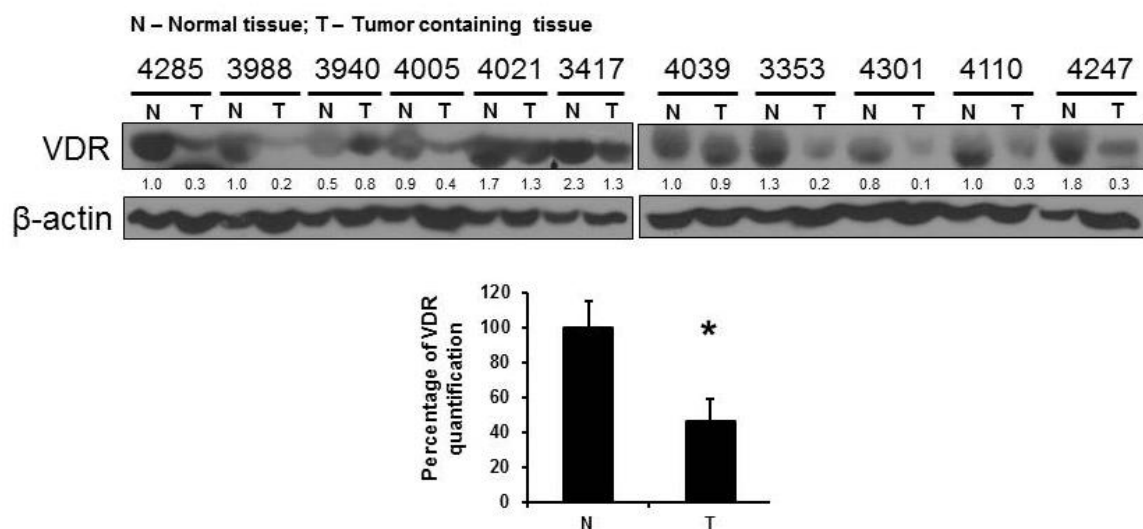 N – Normal tissue; T – Tumor containing tissue
4285 3988 3940 4005 4021 3417 4039 3353 4301 4110 4247
N T N T N T N T N T N T N T N T N T N T N T
VDR
1.0 0.3 1.0 0.2 0.5 0.8 0.9 0.4 1.7 1.3 2.3 1.3 1.0 0.9 1.3 0.2 0.8 0.1 1.0 0.3 1.8 0.3
β-actin
Percentage of VDR
quantification
120
100
80
60
40
20
0
*
N T